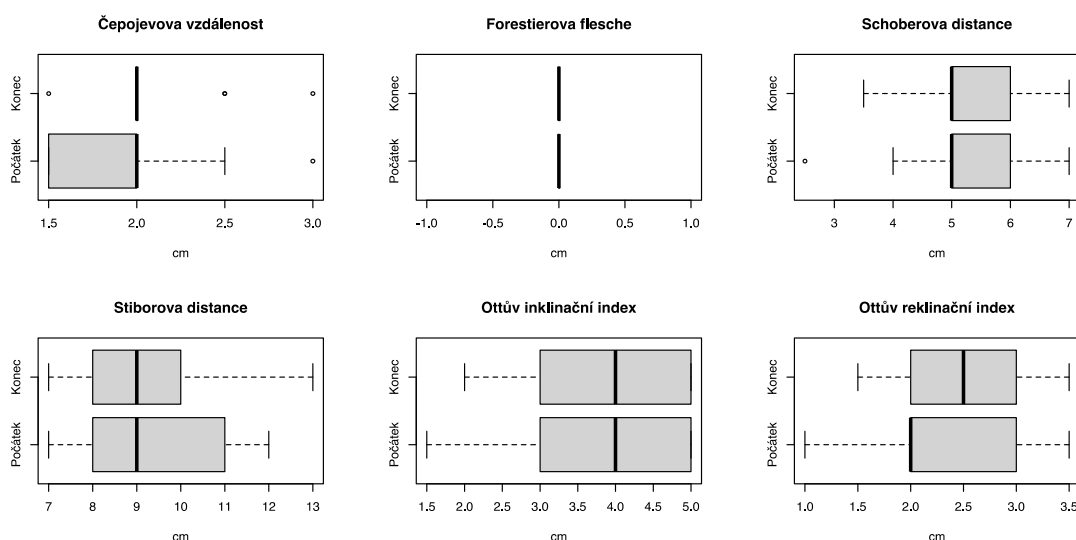 Čepojevova vzdálenost
Konec
Počátek
1.5 2.0 2.5 3.0
cm
Forestierova flesche
Konec
Počátek
-1.0 -0.5 0.0 0.5 1.0
cm
Schoberova distance
Konec
Počátek
3 4 5 6 7
cm
Stiborova distance
Konec
Počátek
7 8 9 10 11 12 13
cm
Ottův inklinační index
Konec
Počátek
1.5 2.0 2.5 3.0 3.5 4.0 4.5 5.0
cm
Ottův reklinační index
Konec
Počátek
1.0 1.5 2.0 2.5 3.0 3.5
cm